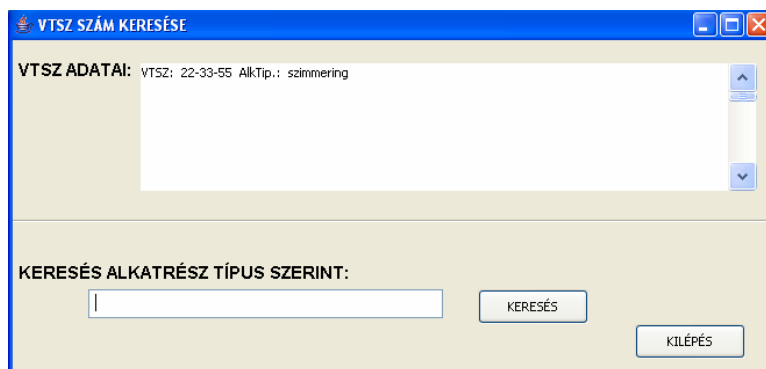 VTSZ SZÁM KERESÉSE
VTSZ ADATAI: VTSZ: 22-33-55 AlkTip.: szimmering
KERESÉS ALKATRÉSZ TÍPUS SZERINT:
KERESÉS
KILÉPÉS